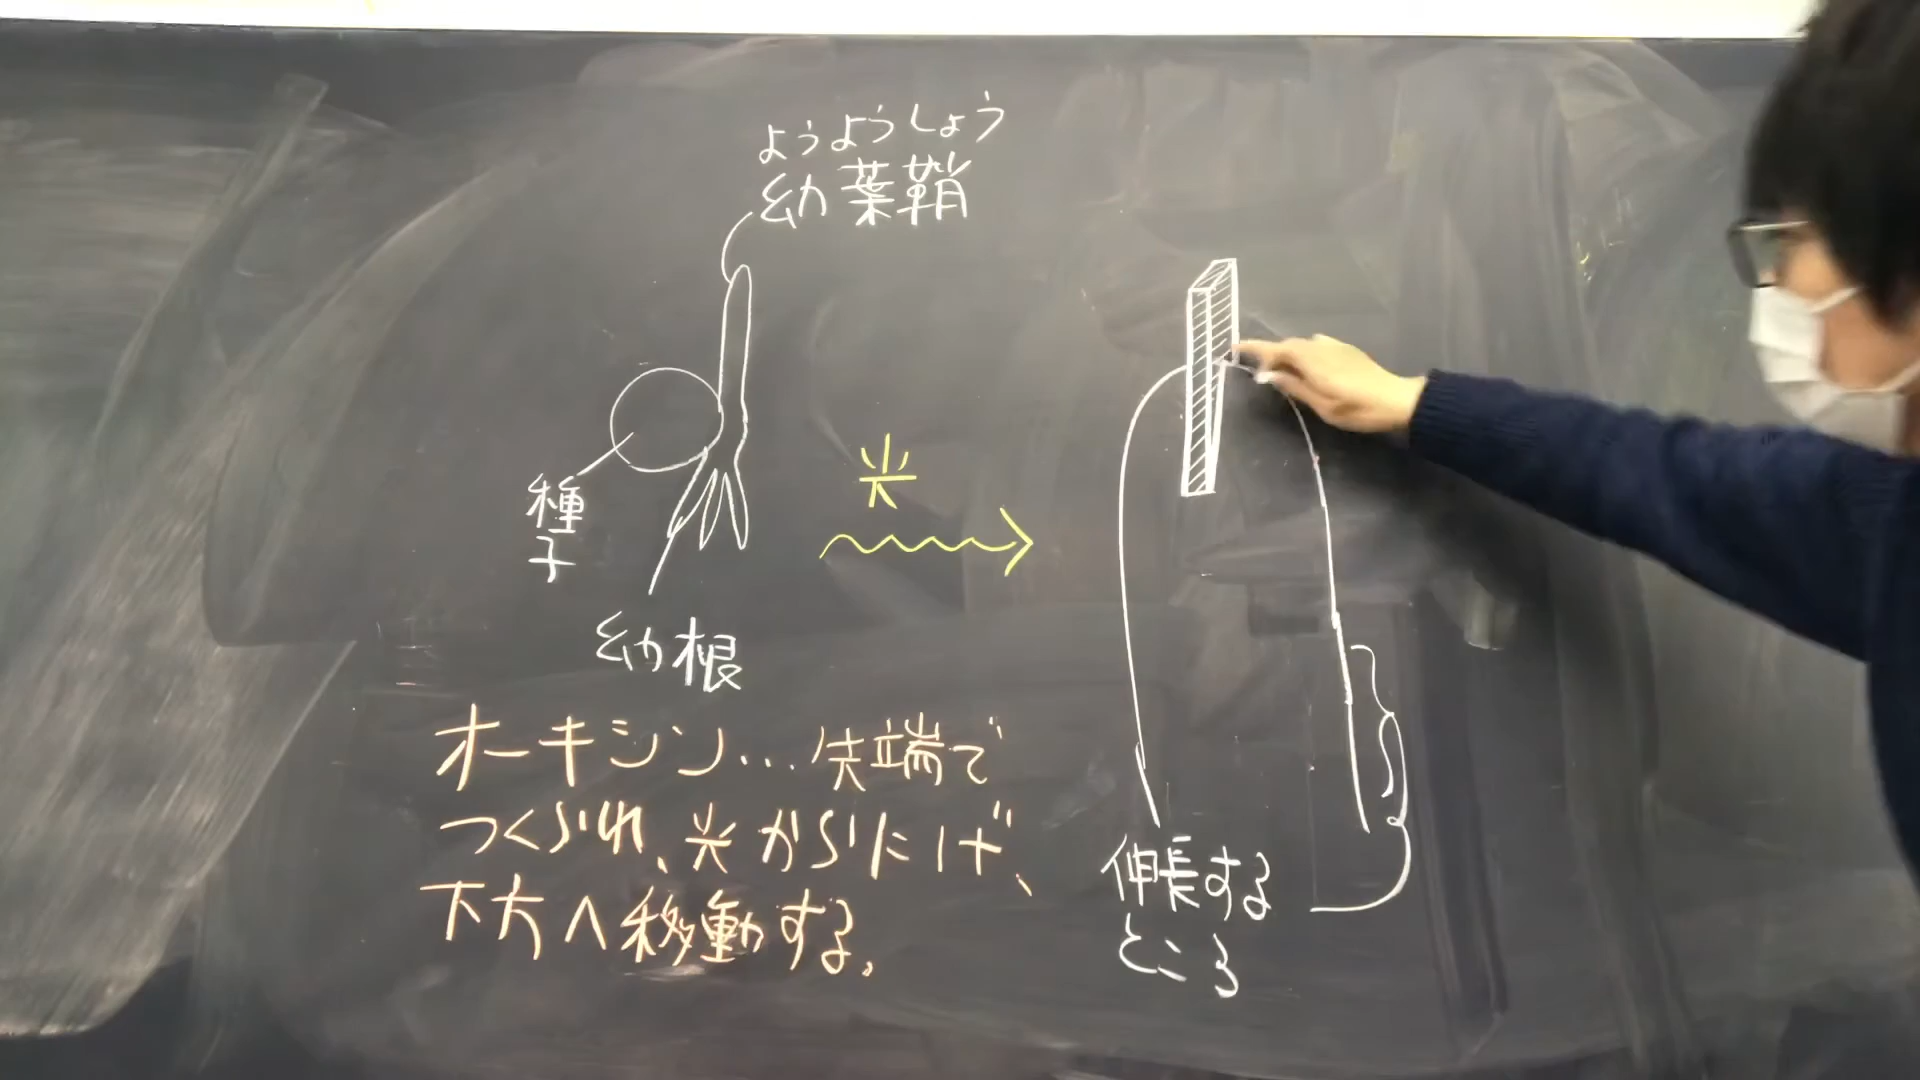 ようようしょう
幼葉鞘
種子
幼根
光
オーキシン…先端で
つくられ、光からにげ、
下方へ移動する。
伸長する
ところ